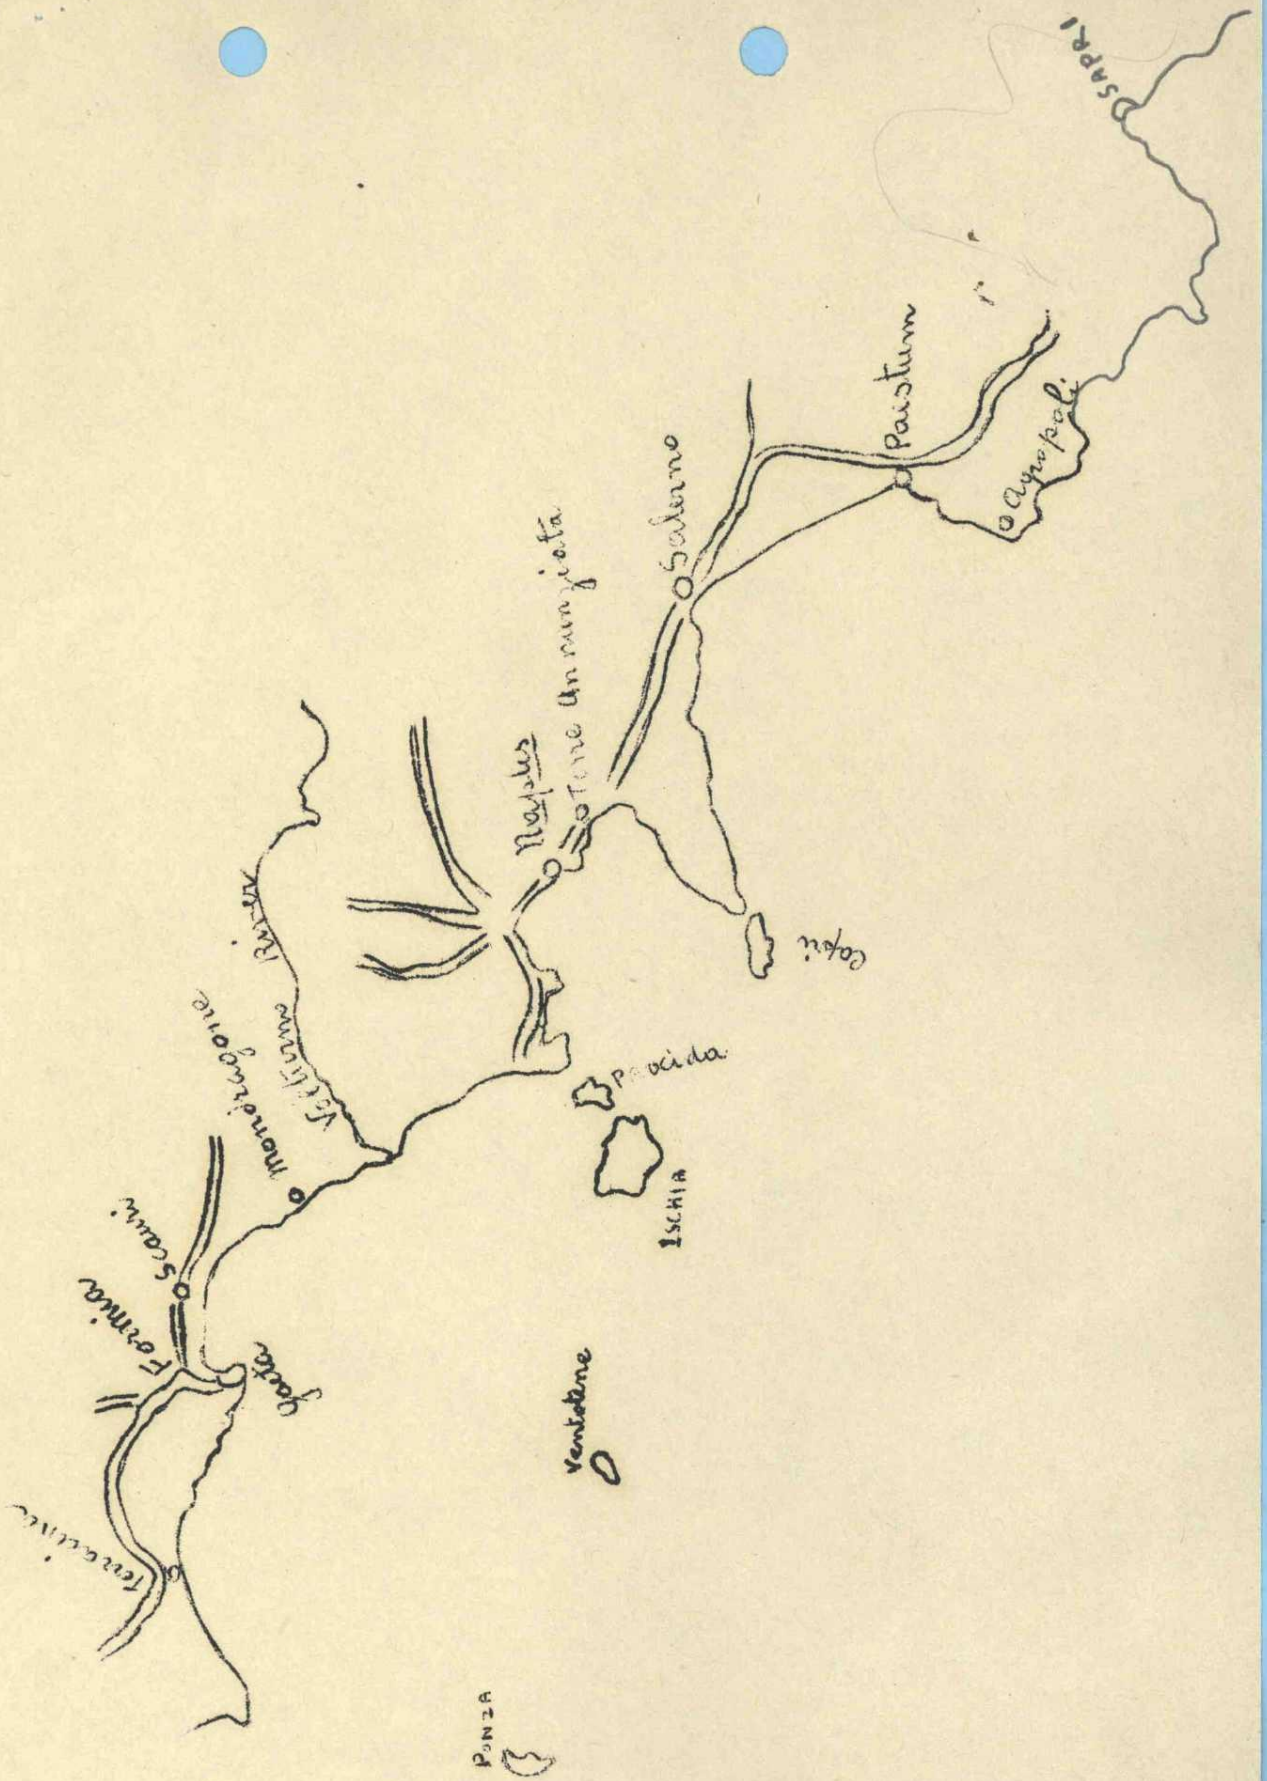 Terracina
Formia
Scauri
Gaeta
mondragone
Volturno River
Naples
Torre annunziata
Salerno
Paistum
Agropoli
SAPRI
PONZA
Ventotene
ISCHIA
Procida
Capri